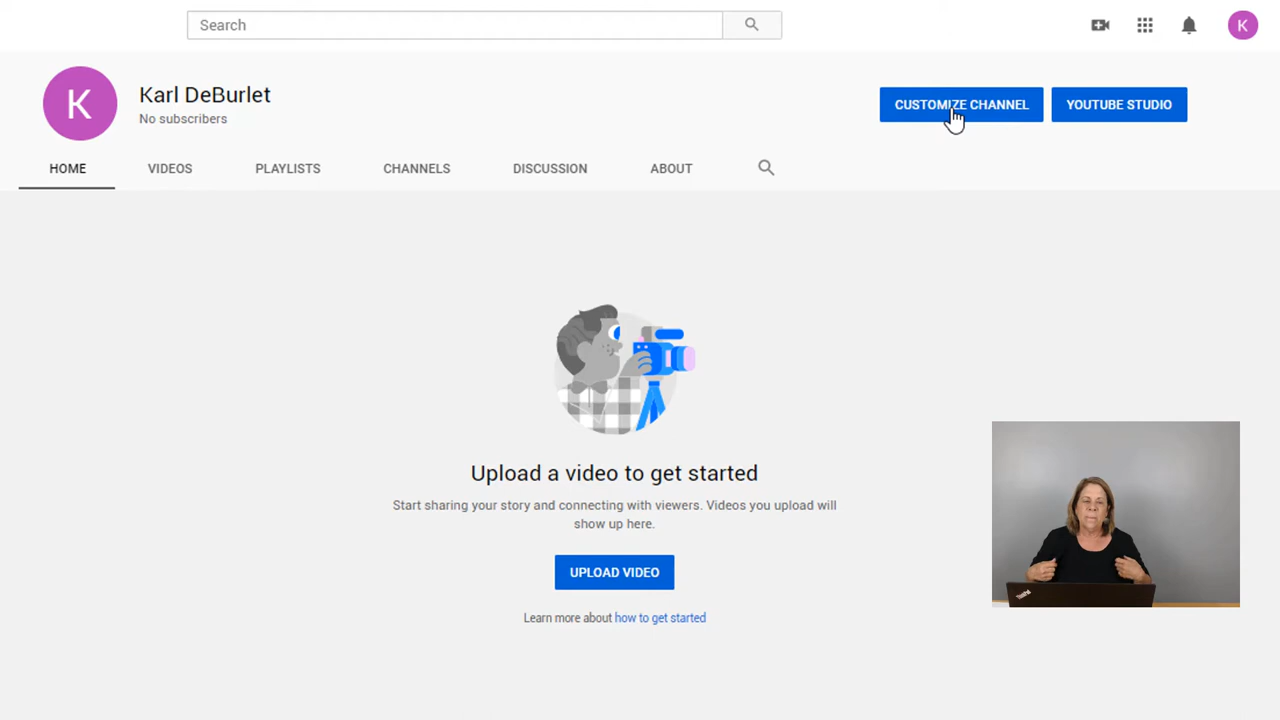 Search
K
K
Karl DeBurlet
No subscribers
CUSTOMIZE CHANNEL
YOUTUBE STUDIO
HOME
VIDEOS
PLAYLISTS
CHANNELS
DISCUSSION
ABOUT
Upload a video to get started
Start sharing your story and connecting with viewers. Videos you upload will
show up here.
UPLOAD VIDEO
Learn more about how to get started